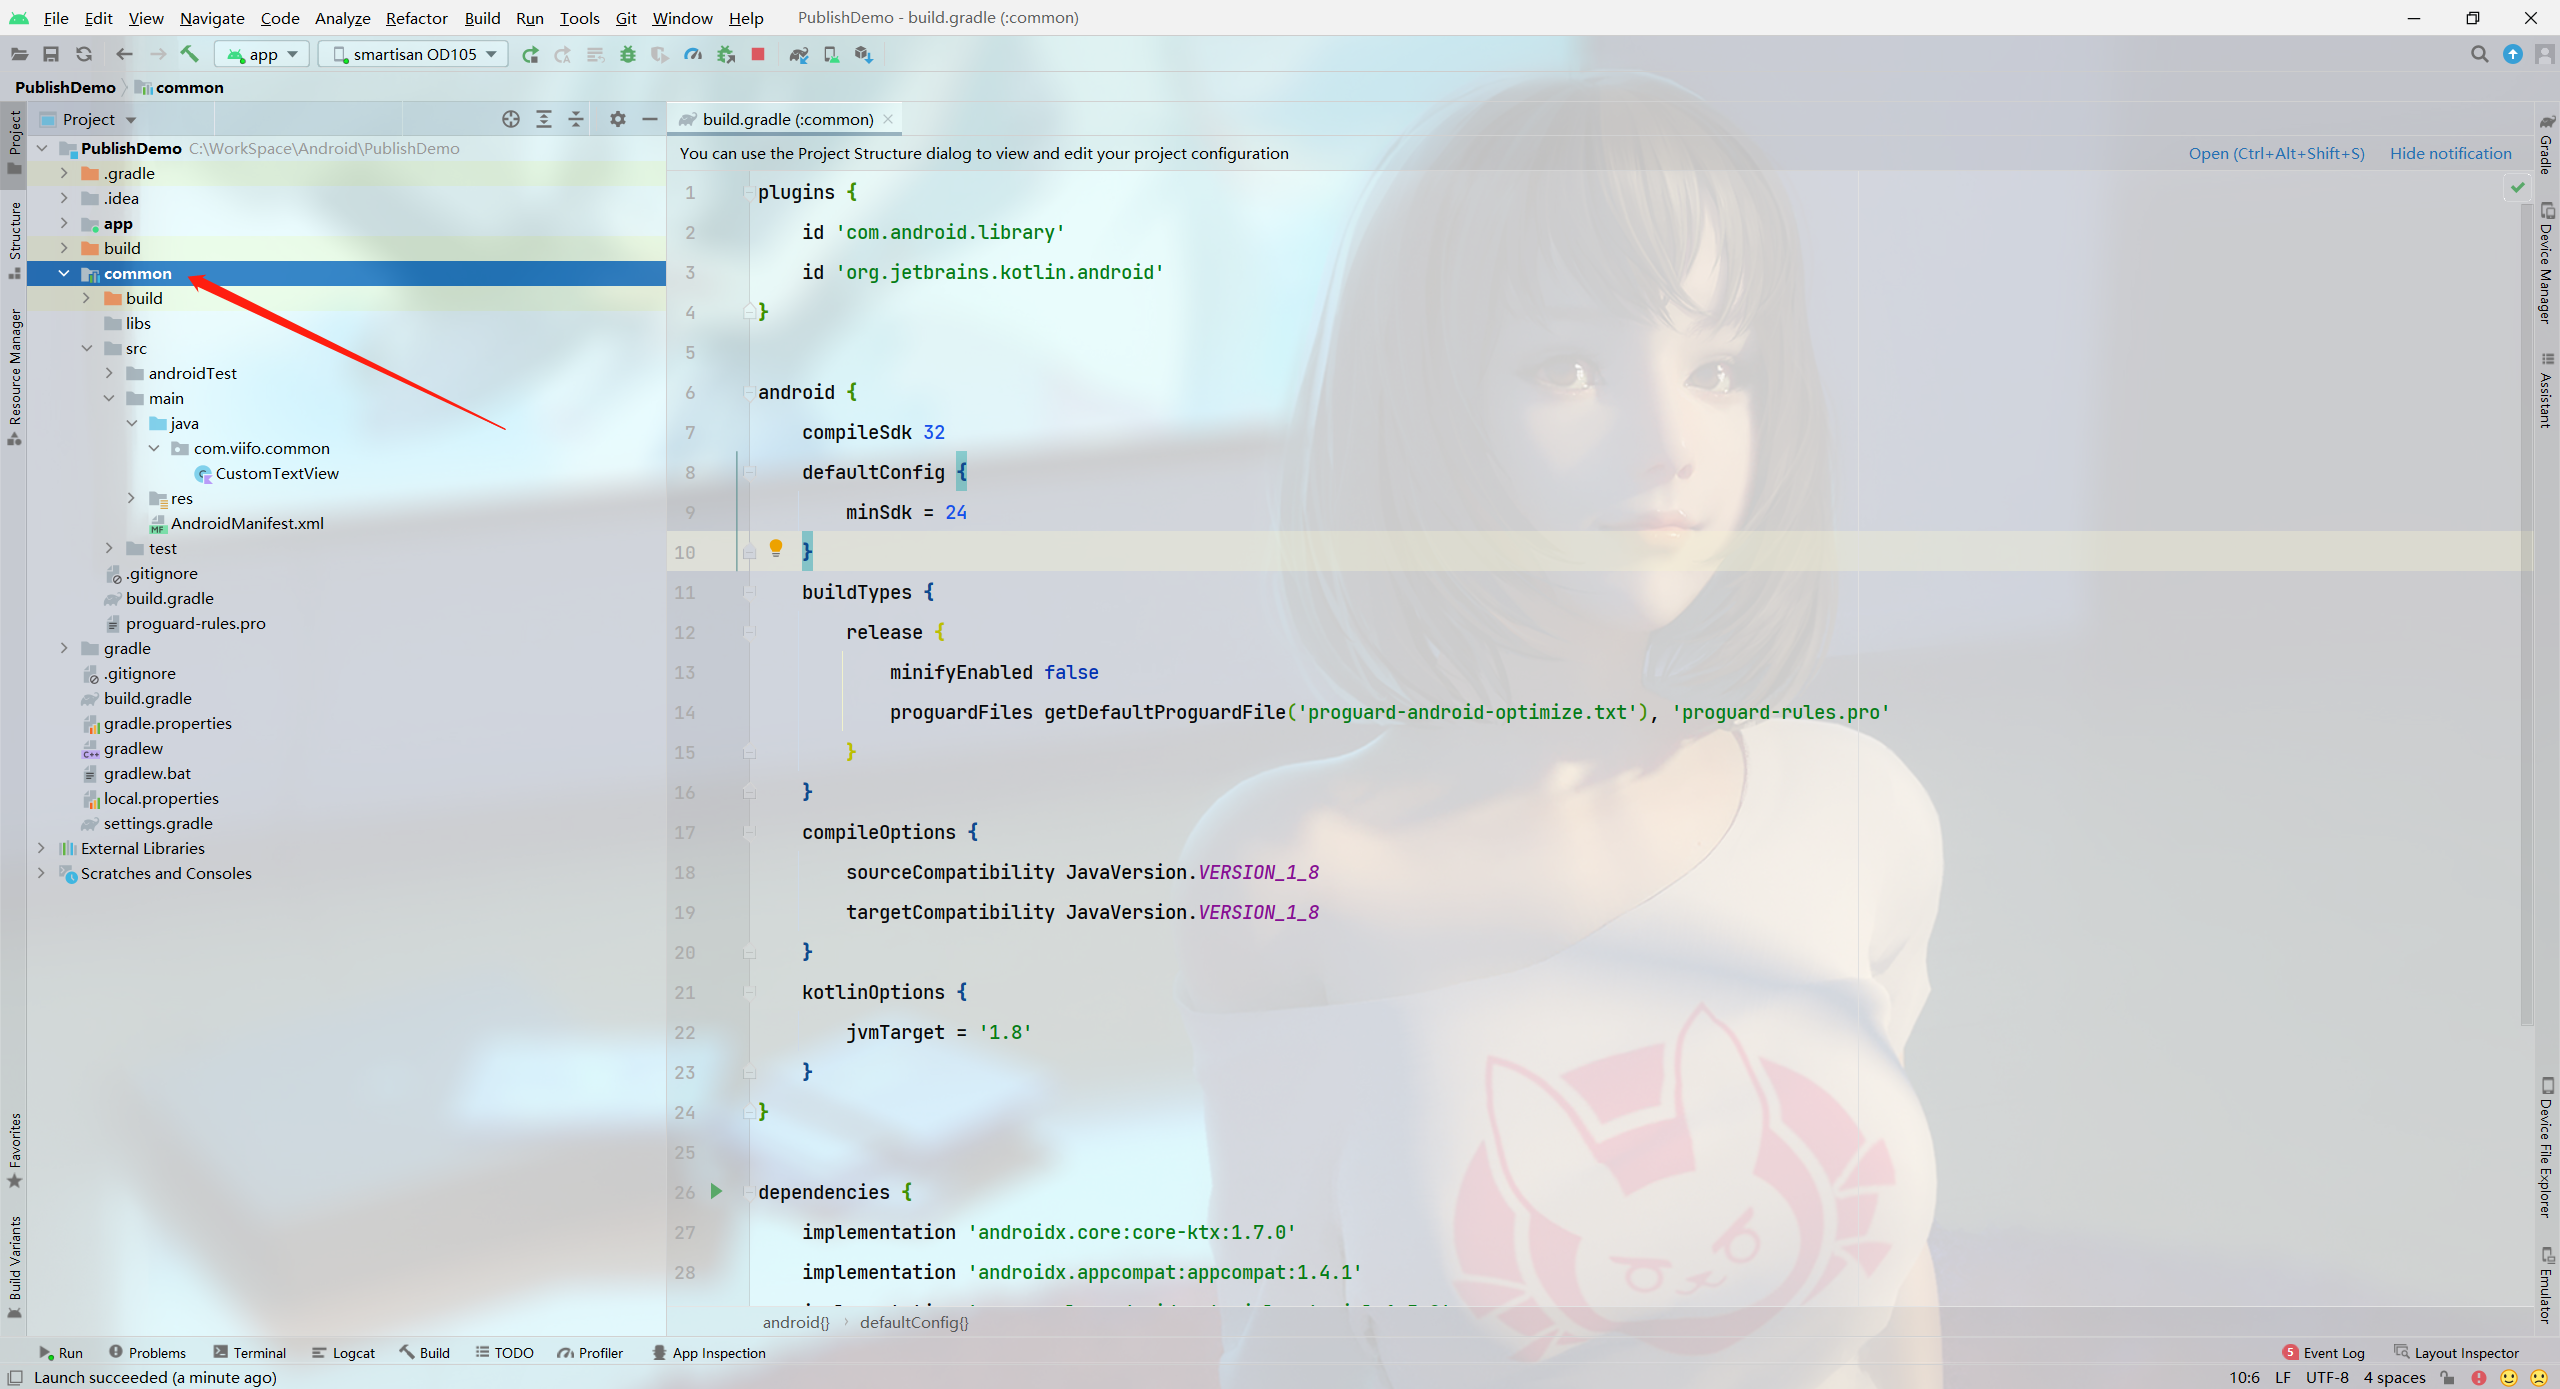 File Edit View Navigate Code Analyze Refactor Build Run Tools Git Window Help PublishDemo - build.gradle (:common)
app smartisan OD105
PublishDemo common
Project
build.gradle (:common)
You can use the Project Structure dialog to view and edit your project configuration Open (Ctrl+Alt+Shift+S) Hide notification
PublishDemo C:\WorkSpace\Android\PublishDemo
.gradle
.idea
app
build
common
build
libs
src
androidTest
main
java
com.viifo.common
CustomTextView
res
AndroidManifest.xml
test
.gitignore
build.gradle
proguard-rules.pro
gradle
.gitignore
build.gradle
gradle.properties
gradlew
gradlew.bat
local.properties
settings.gradle
External Libraries
Scratches and Consoles
1 plugins {
2 id 'com.android.library'
3 id 'org.jetbrains.kotlin.android'
4 }
5
6 android {
7 compileSdk 32
8 defaultConfig {
9 minSdk = 24
10 }
11 buildTypes {
12 release {
13 minifyEnabled false
14 proguardFiles getDefaultProguardFile('proguard-android-optimize.txt'), 'proguard-rules.pro'
15 }
16 }
17 compileOptions {
18 sourceCompatibility JavaVersion.VERSION_1_8
19 targetCompatibility JavaVersion.VERSION_1_8
20 }
21 kotlinOptions {
22 jvmTarget = '1.8'
23 }
24 }
25
26 dependencies {
27 implementation 'androidx.core:core-ktx:1.7.0'
28 implementation 'androidx.appcompat:appcompat:1.4.1'
android{} › defaultConfig{}
Project
Structure
Resource Manager
Favorites
Build Variants
Gradle
Device Manager
Assistant
Device File Explorer
Emulator
Run Problems Terminal Logcat Build TODO Profiler App Inspection 5 Event Log Layout Inspector
Launch succeeded (a minute ago) 10:6 LF UTF-8 4 spaces